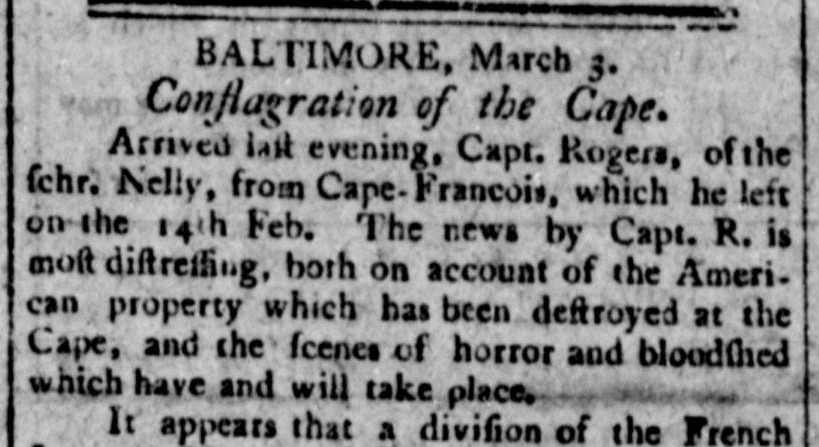 BALTIMORE, March 3.
Conflagration of the Cape.
Arrived laſt evening, Capt. Rogers, of the
ſchr. Nelly, from Cape-Francois, which he left
on the 14th Feb. The news by Capt. R. is
moſt diſtreſſing, both on account of the Ameri-
can property which has been deſtroyed at the
Cape, and the ſcenes of horror and bloodſhed
which have and will take place.
It appears that a diviſion of the French